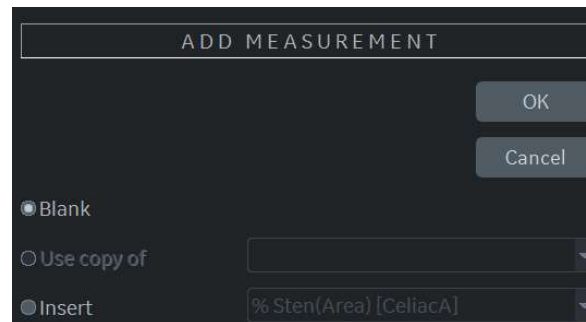 ADD MEASUREMENT
OK
Cancel
Blank
Use copy of
Insert % Sten(Area) [CeliacA]